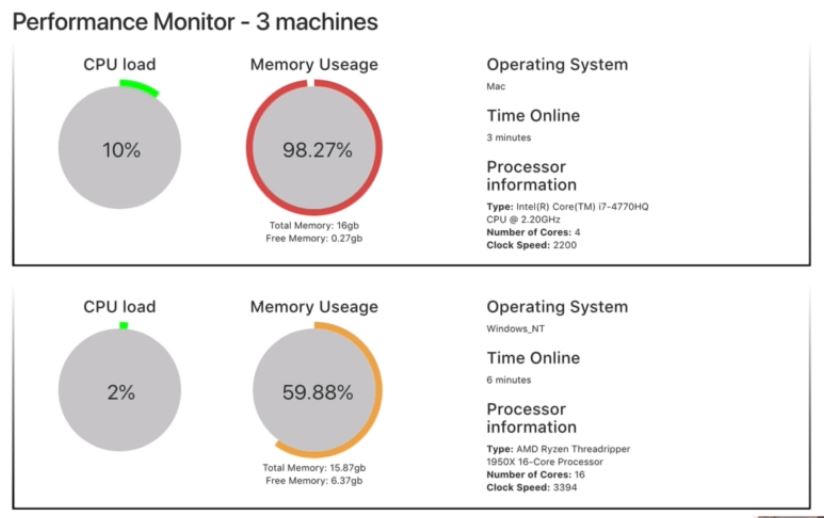 Performance Monitor - 3 machines
CPU load
10%
Memory Useage
98.27%
Total Memory: 16gb
Free Memory: 0.27gb
Operating System
Mac
Time Online
3 minutes
Processor
information
Type: Intel(R) Core(TM) i7-4770HQ
CPU @ 2.20GHz
Number of Cores: 4
Clock Speed: 2200
CPU load
2%
Memory Useage
59.88%
Total Memory: 15.87gb
Free Memory: 6.37gb
Operating System
Windows_NT
Time Online
6 minutes
Processor
information
Type: AMD Ryzen Threadripper
1950X 16-Core Processor
Number of Cores: 16
Clock Speed: 3394